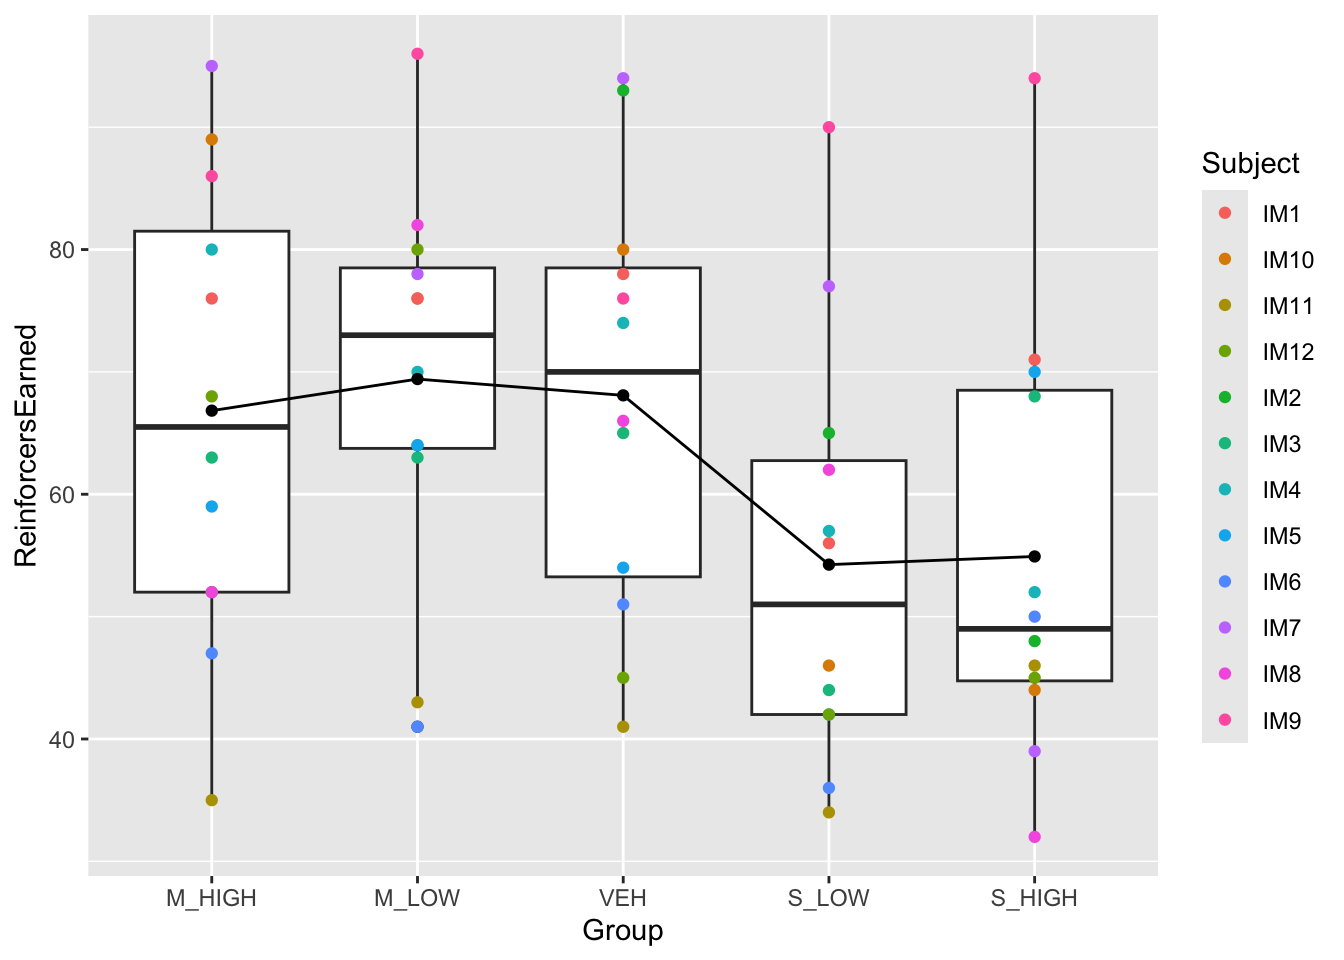 ReinforcersEarned
80
60
40
M_HIGH M_LOW VEH S_LOW S_HIGH
Group
Subject
IM1
IM10
IM11
IM12
IM2
IM3
IM4
IM5
IM6
IM7
IM8
IM9